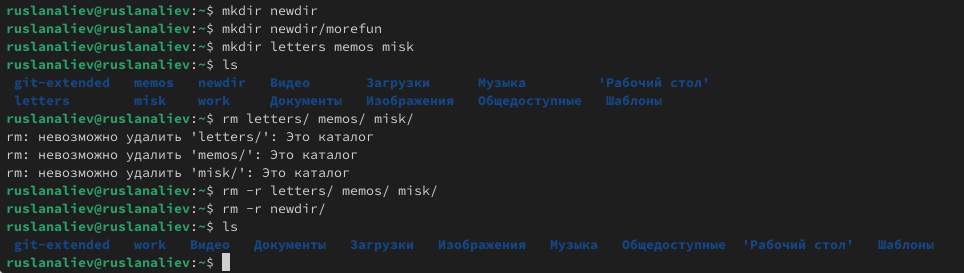 ruslanaliev@ruslanaliev:~$ mkdir newdir
ruslanaliev@ruslanaliev:~$ mkdir newdir/morefun
ruslanaliev@ruslanaliev:~$ mkdir letters memos misk
ruslanaliev@ruslanaliev:~$ ls
git-extended memos newdir Видео Загрузки Музыка 'Рабочий стол'
letters misk work Документы Изображения Общедоступные Шаблоны
ruslanaliev@ruslanaliev:~$ rm letters/ memos/ misk/
rm: невозможно удалить 'letters/': Это каталог
rm: невозможно удалить 'memos/': Это каталог
rm: невозможно удалить 'misk/': Это каталог
ruslanaliev@ruslanaliev:~$ rm -r letters/ memos/ misk/
ruslanaliev@ruslanaliev:~$ rm -r newdir/
ruslanaliev@ruslanaliev:~$ ls
git-extended work Видео Документы Загрузки Изображения Музыка Общедоступные 'Рабочий стол' Шаблоны
ruslanaliev@ruslanaliev:~$